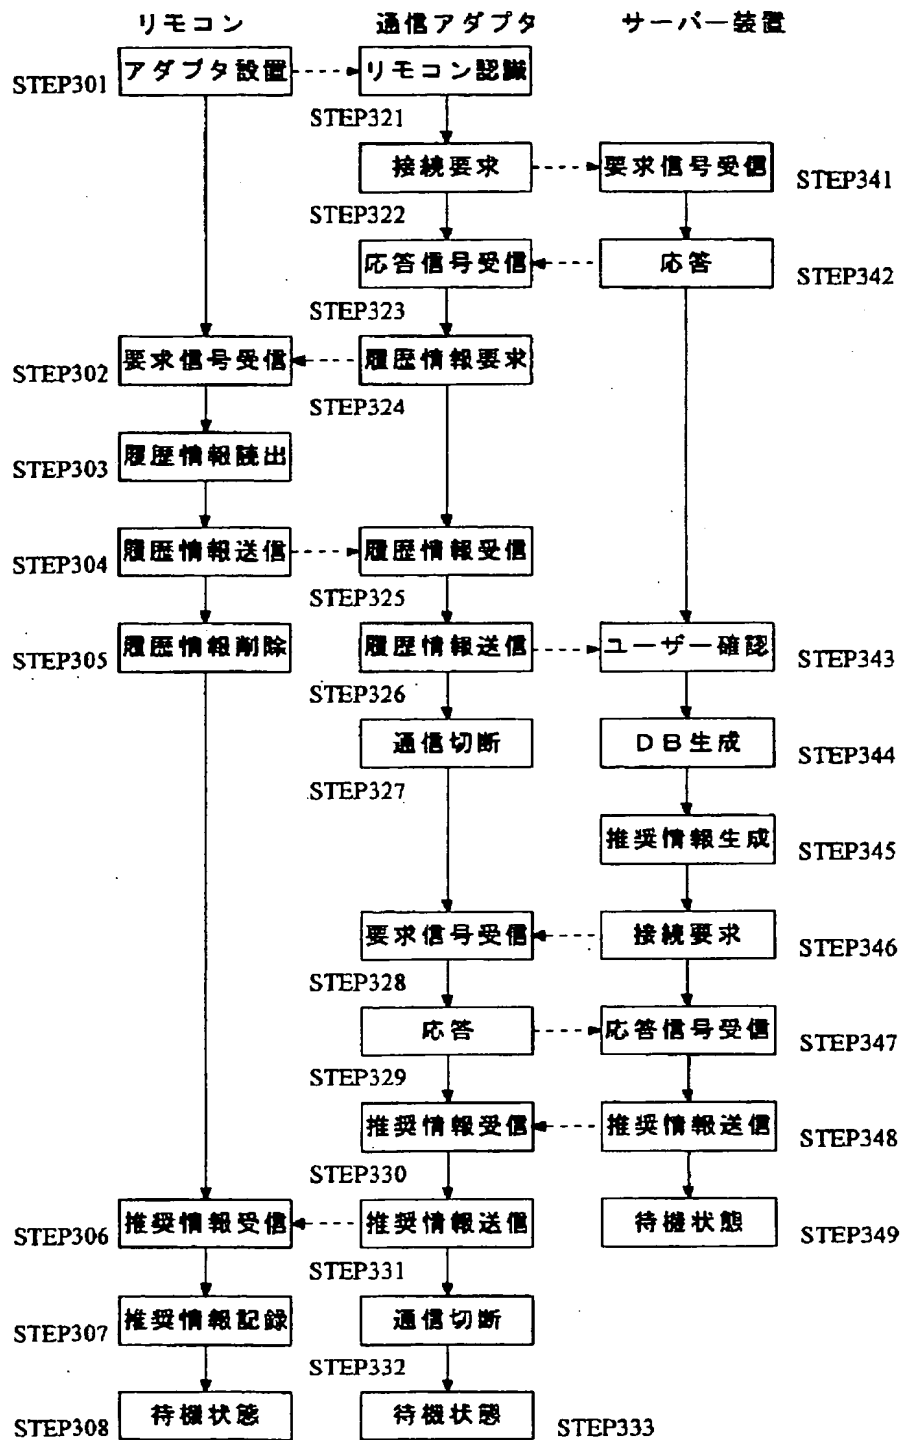 リモコン 通信アダプタ サーバー装置
アダプタ設置 リモコン認識
STEP301
STEP321
接続要求 要求信号受信
STEP341
STEP322
応答信号受信 応答
STEP342
STEP323
要求信号受信 履歴情報要求
STEP302
STEP324
履歴情報読出
STEP303
履歴情報送信 履歴情報受信
STEP304
STEP325
履歴情報削除 履歴情報送信 ユーザー確認
STEP305 STEP343
STEP326
通信切断 DB生成
STEP344
STEP327
推奨情報生成
STEP345
要求信号受信 接続要求
STEP346
STEP328
応答 応答信号受信
STEP347
STEP329
推奨情報受信 推奨情報送信
STEP348
STEP330
推奨情報受信 推奨情報送信 待機状態
STEP306 STEP349
STEP331
推奨情報記録 通信切断
STEP307
STEP332
待機状態 待機状態
STEP308 STEP333